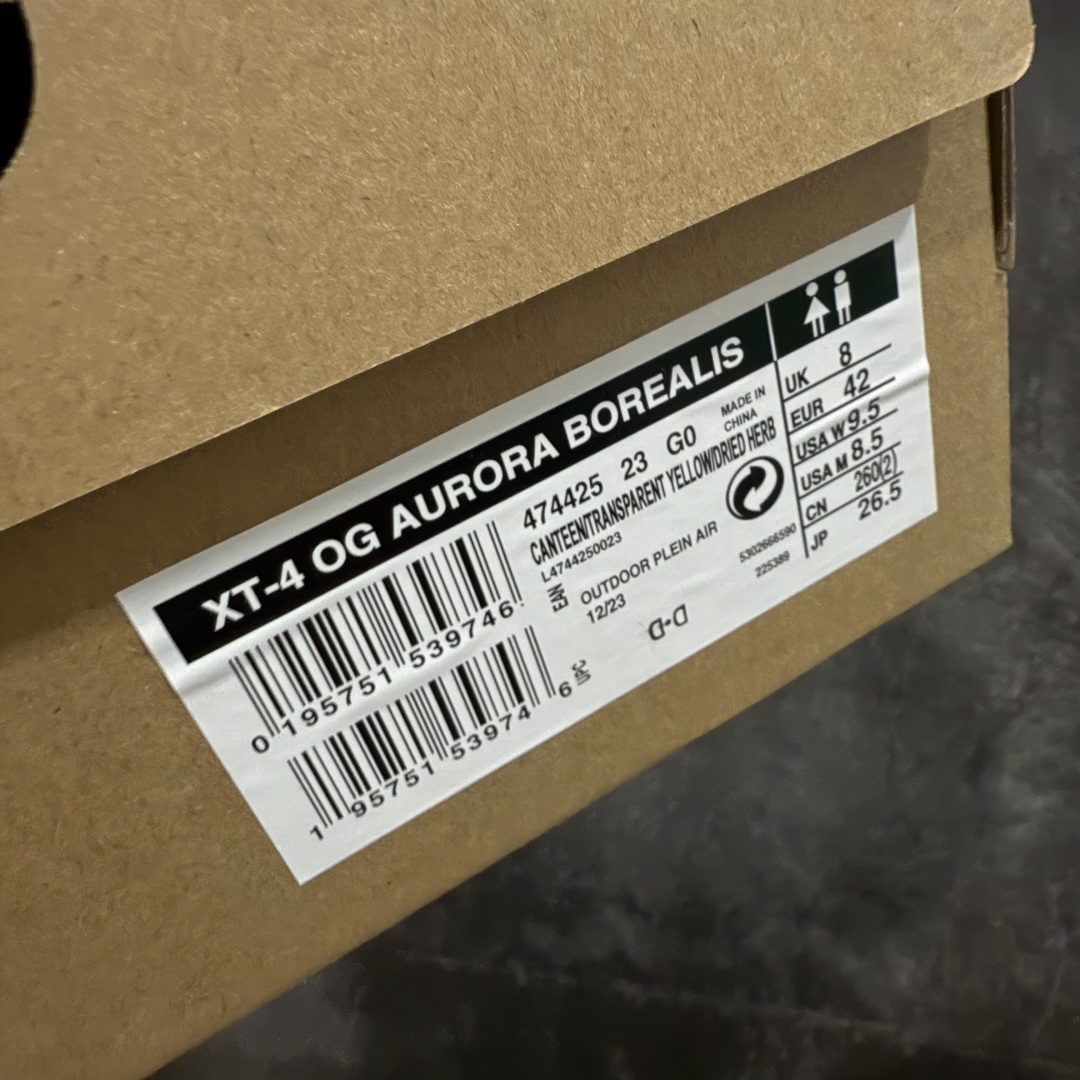 XT-4 OG AURORA BOREALIS
474425 23 G0
MADE IN
CHINA
CANTEEN/TRANSPARENT YELLOW/DRIED HERB
L4744250023
EAN
OUTDOOR PLEIN AIR
12/23
5302666590
225389
D-D
0 195751 539746
1 95751 53974 6
UPC
UK 8
EUR 42
USA W 9.5
USA M 8.5
CN 260(2)
JP 26.5